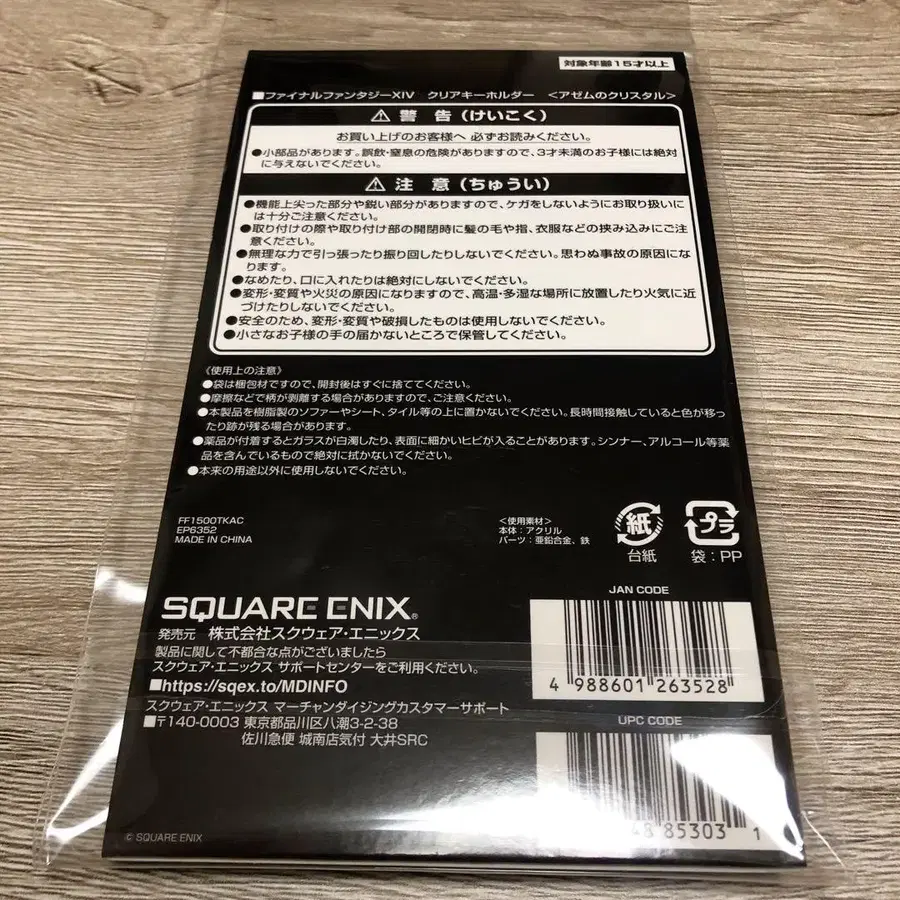 対象年齢15才以上
■ファイナルファンタジーXIV クリアキーホルダー 〈アゼムのクリスタル〉
⚠ 警 告（けいこく）
お買い上げのお客様へ 必ずお読みください。
●小部品があります。誤飲・窒息の危険がありますので、3才未満のお子様には絶対
に与えないでください。
⚠ 注 意（ちゅうい）
●機能上尖った部分や鋭い部分がありますので、ケガをしないようにお取り扱いに
は十分ご注意ください。
●取り付けの際や取り付け部の開閉時に髪の毛や指、衣服などの挟み込みにご注
意ください。
●無理な力で引っ張ったり振り回したりしないでください。思わぬ事故の原因にな
ります。
●なめたり、口に入れたりは絶対にしないでください。
●変形・変質や火災の原因になりますので、高温・多湿な場所に放置したり火気に近
づけたりしないでください。
●安全のため、変形・変質や破損したものは使用しないでください。
●小さなお子様の手の届かないところで保管してください。
《使用上の注意》
●袋は梱包材ですので、開封後はすぐに捨ててください。
●摩擦などで柄が剥離する場合がありますので、ご注意ください。
●本製品を樹脂製のソファーやシート、タイル等の上に置かないでください。長時間接触していると色が移っ
たり跡が残る場合があります。
●薬品が付着するとガラスが白濁したり、表面に細かいヒビが入ることがあります。シンナー、アルコール等薬
品を含んでいるもので絶対に拭かないでください。
●本来の用途以外に使用しないでください。
FF1500TKAC
EP6352
MADE IN CHINA
＜使用素材＞
本体：アクリル
パーツ：亜鉛合金、鉄
紙
台紙
プラ
袋：PP
SQUARE ENIX®
発売元 株式会社スクウェア・エニックス
製品に関して不都合な点がございましたら
スクウェア・エニックス サポートセンターをご利用ください。
■https://sqex.to/MDINFO
スクウェア・エニックス マーチャンダイジングカスタマーサポート
■〒140-0003 東京都品川区八潮3-2-38
佐川急便 城南店気付 大井SRC
JAN CODE
4 988601 263528
UPC CODE
48 85303 1
© SQUARE ENIX